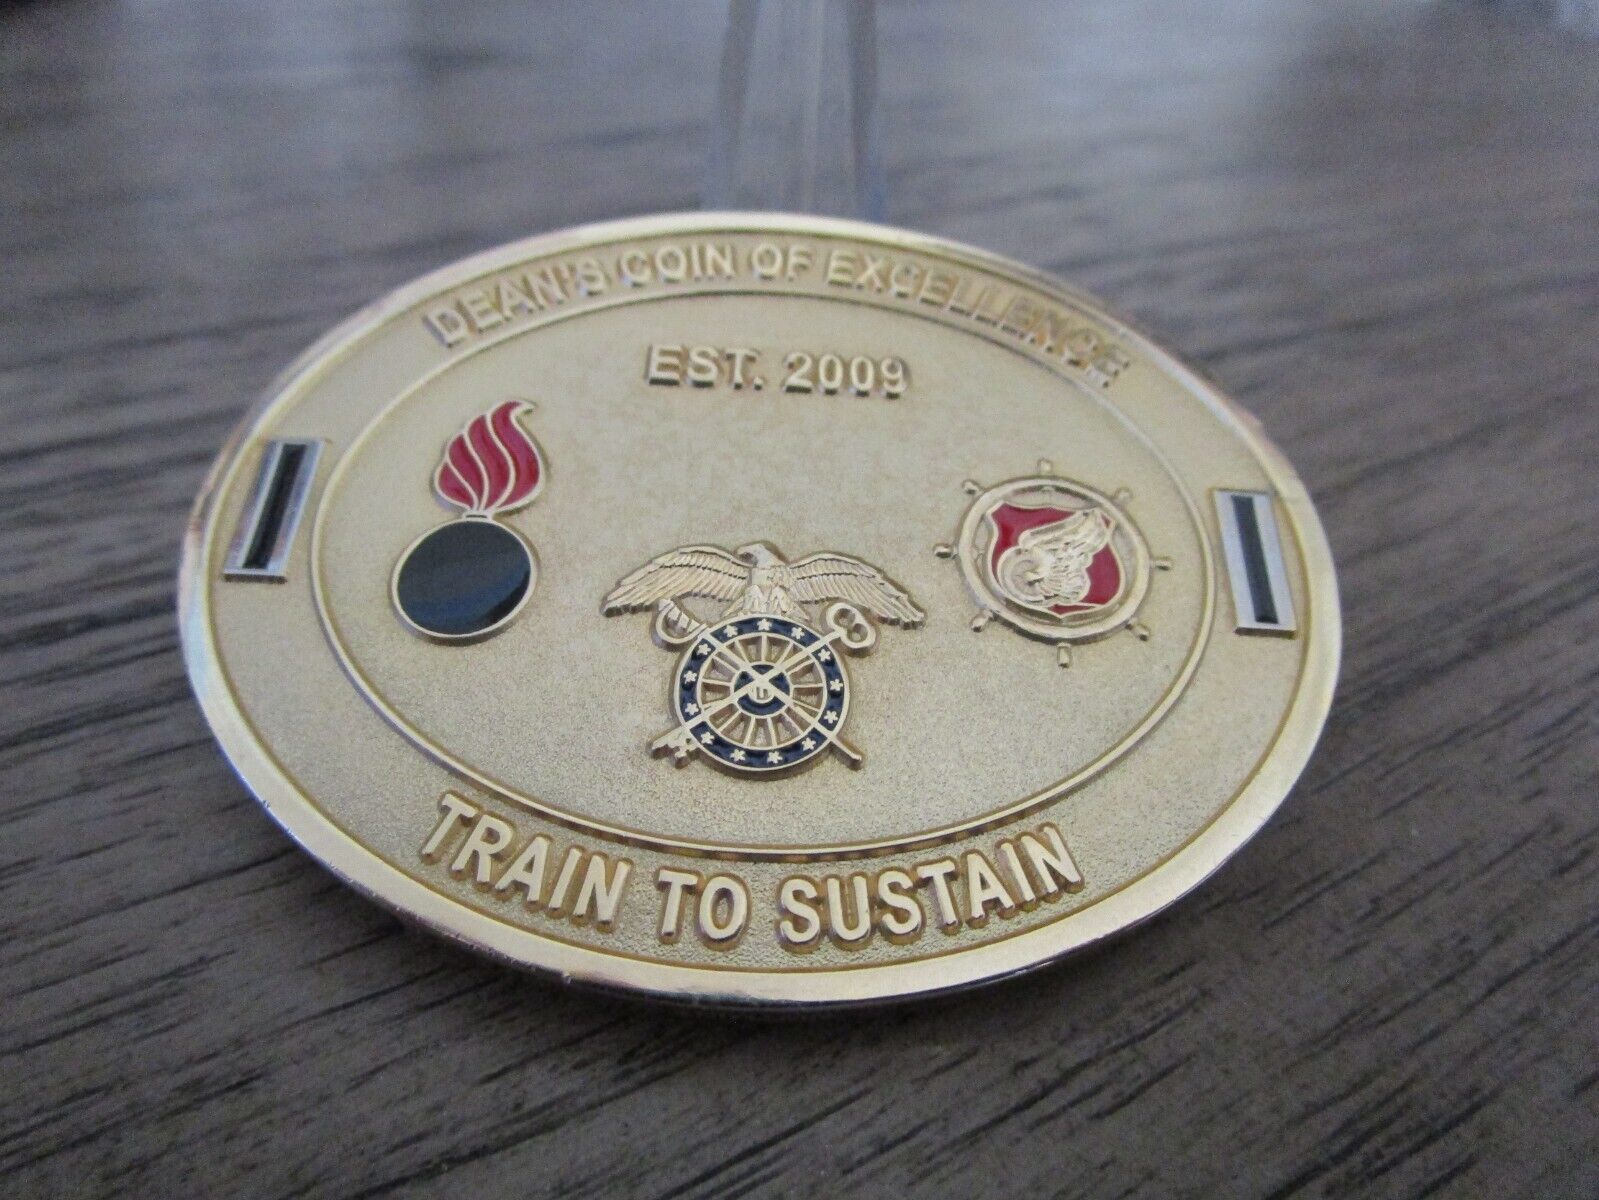 DEAN'S COIN OF EXCELLENCE
EST. 2009
TRAIN TO SUSTAIN